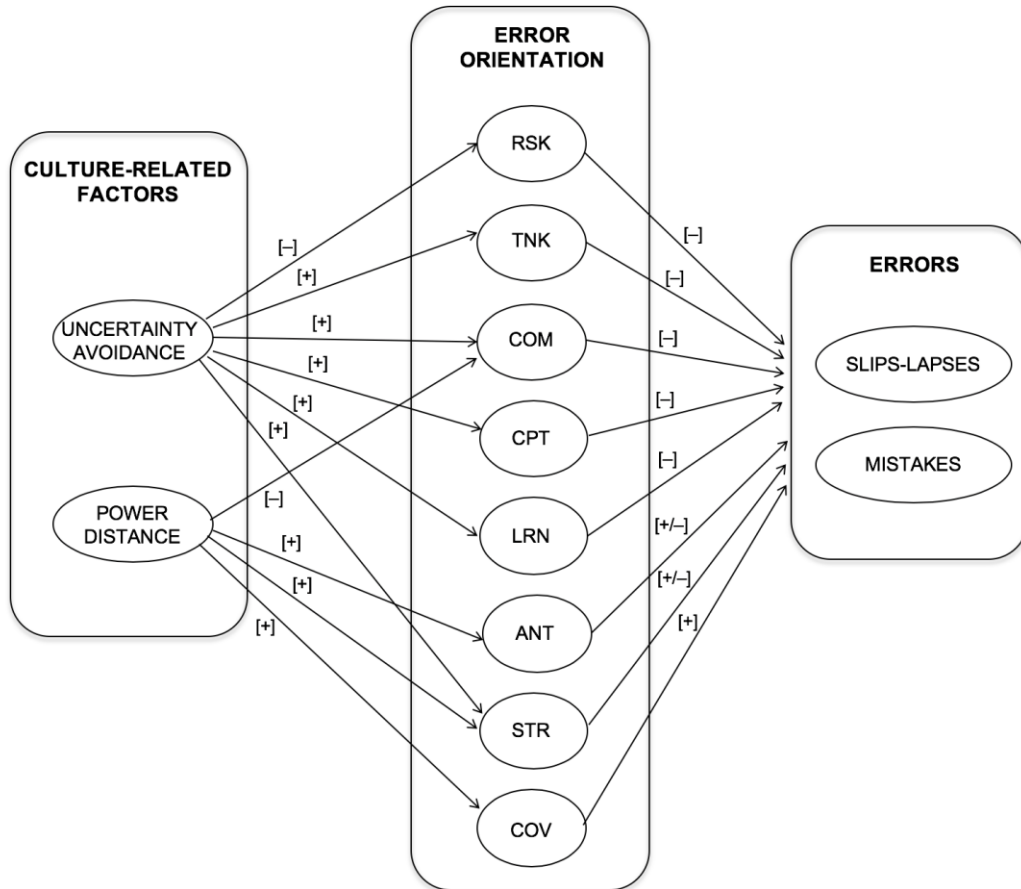 CULTURE-RELATED
FACTORS
UNCERTAINTY
AVOIDANCE
POWER
DISTANCE
[–]
[+]
[+]
[+]
[+]
[+]
[–]
[+]
[+]
[+]
ERROR
ORIENTATION
RSK
TNK
COM
CPT
LRN
ANT
STR
COV
[–]
[–]
[–]
[–]
[–]
[+/–]
[+/–]
[+]
ERRORS
SLIPS-LAPSES
MISTAKES